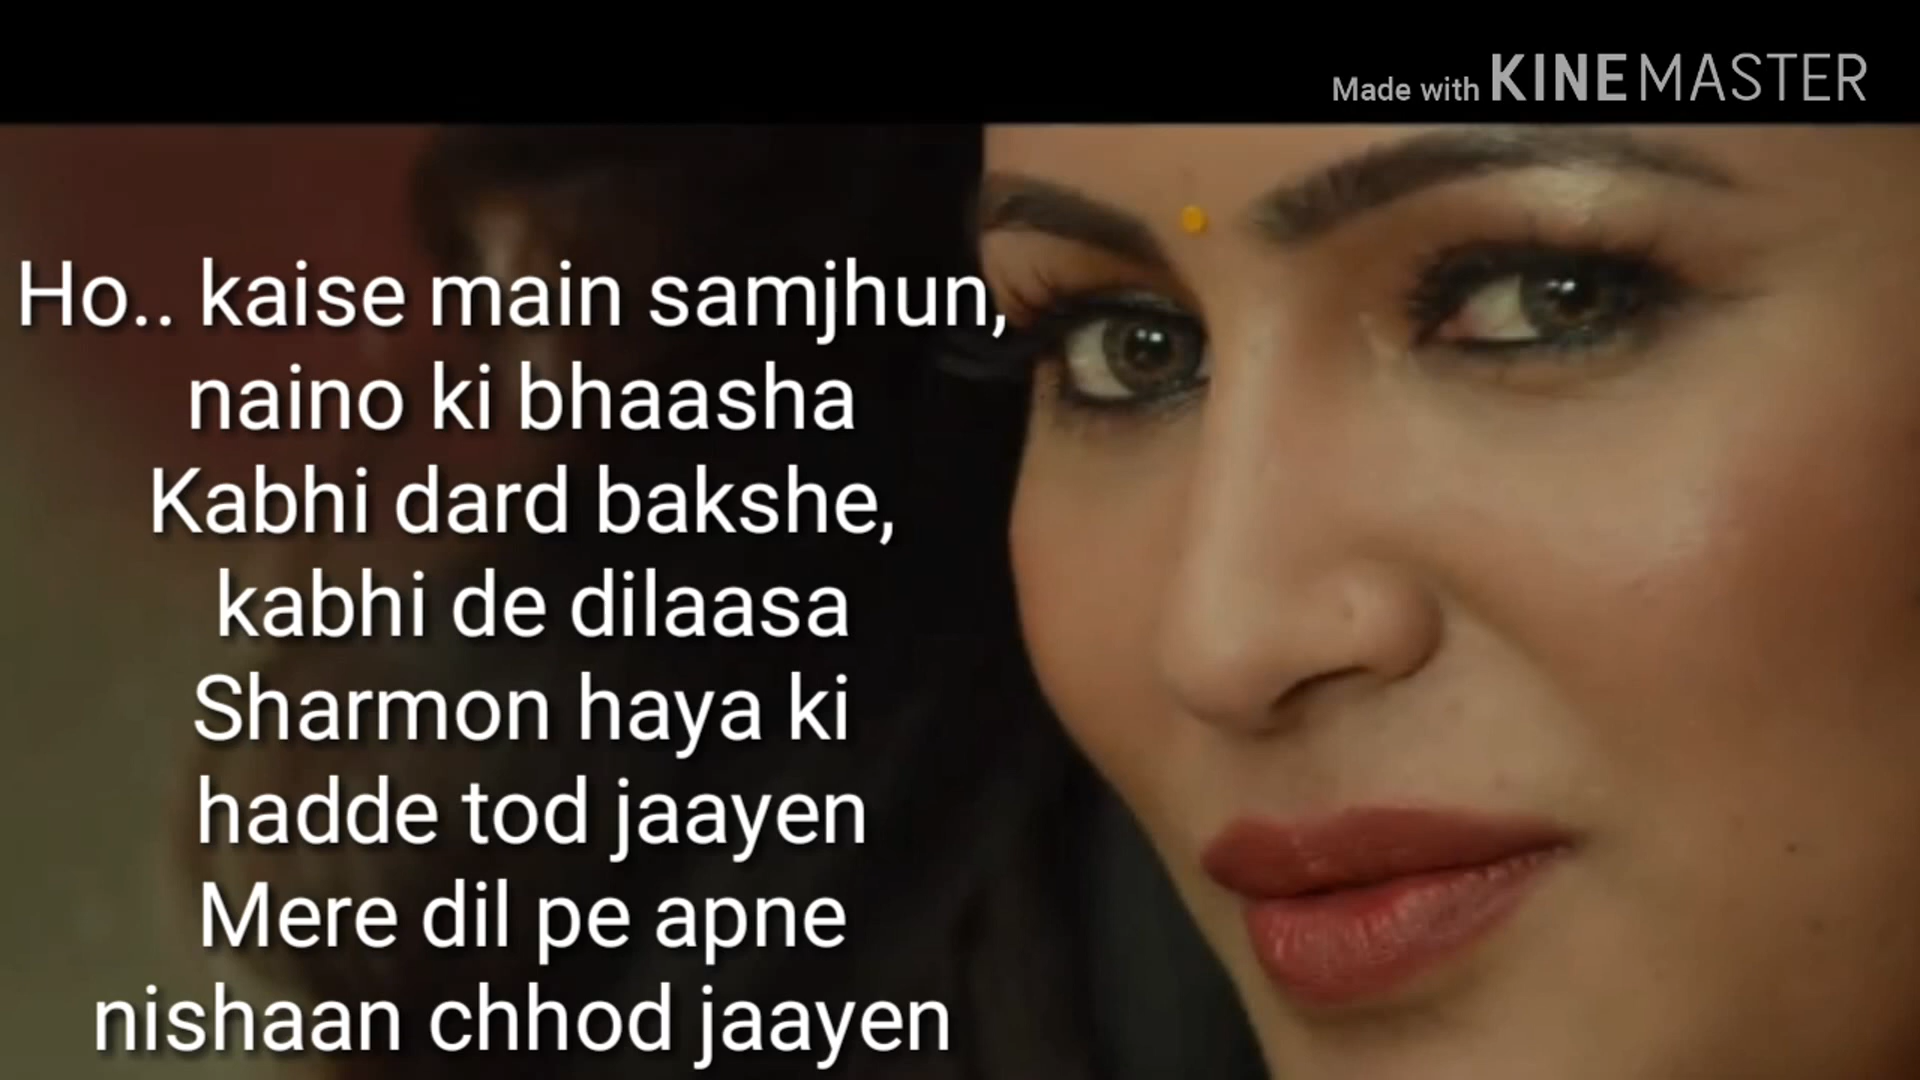 Made with KINEMASTER
Ho.. kaise main samjhun,
naino ki bhaasha
Kabhi dard bakshe,
kabhi de dilaasa
Sharmon haya ki
hadde tod jaayen
Mere dil pe apne
nishaan chhod jaayen